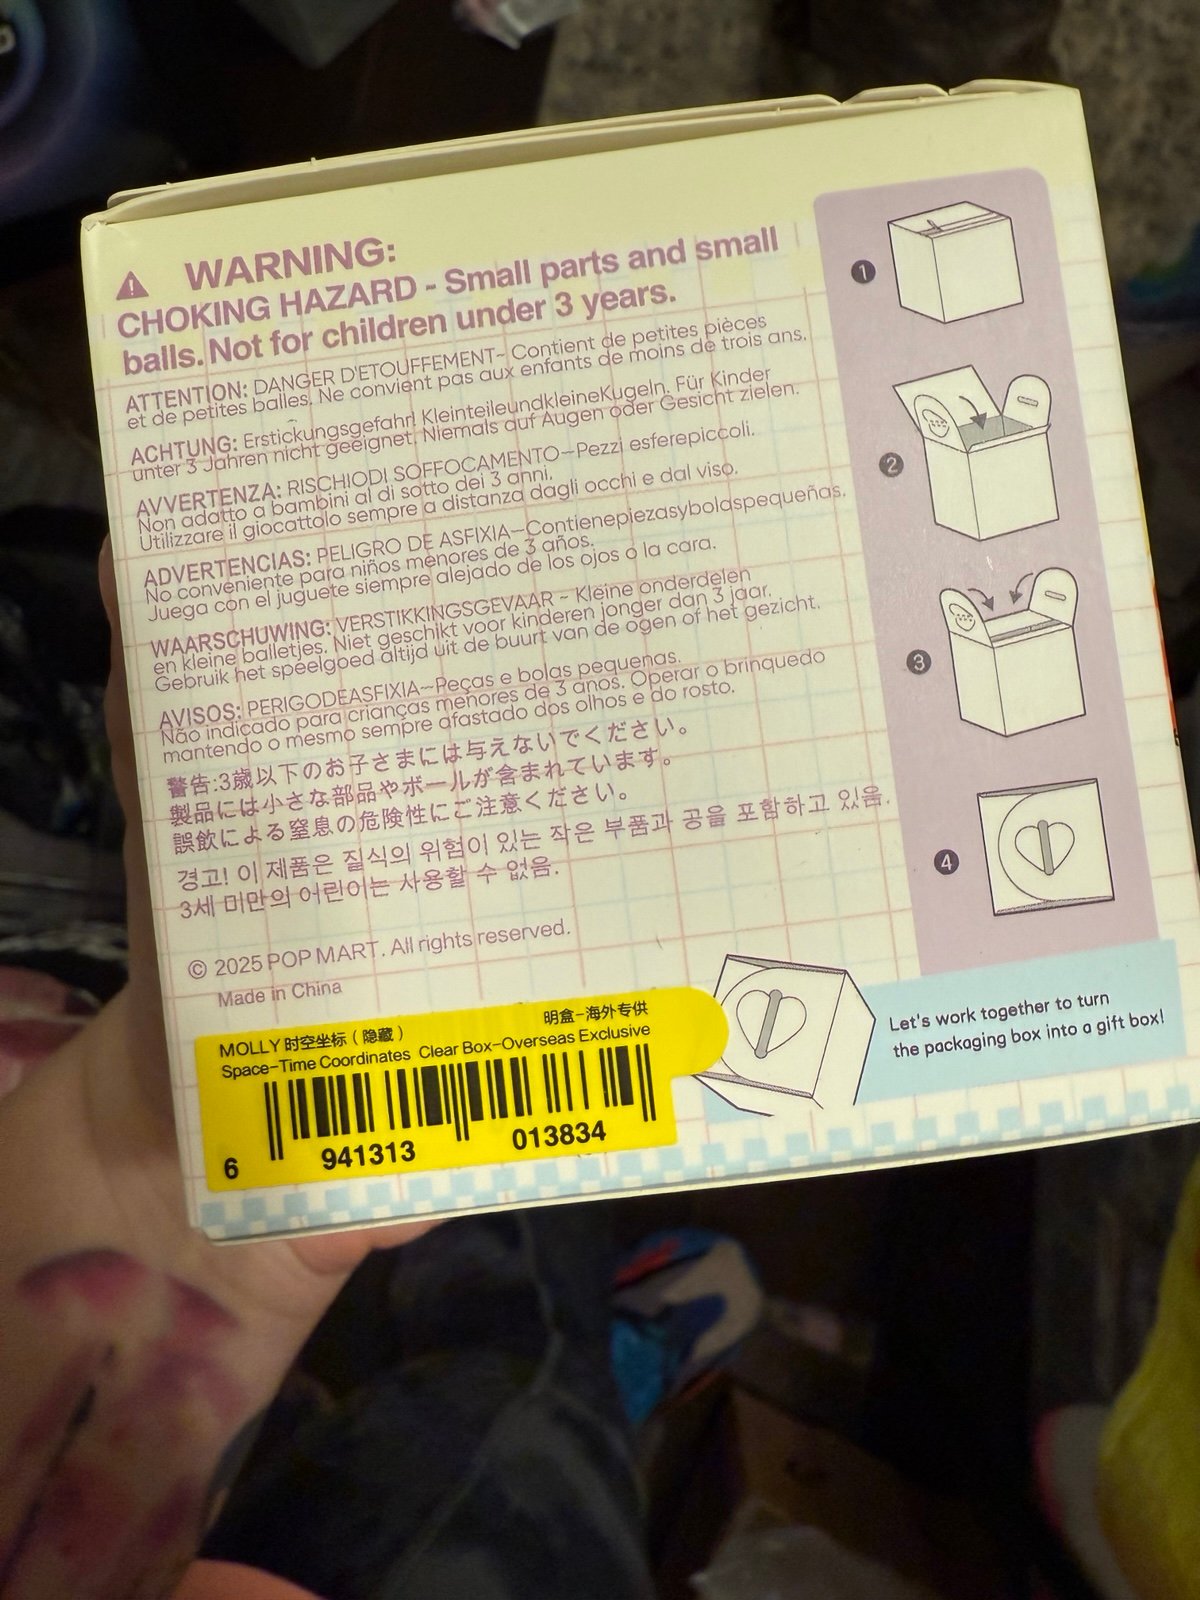 WARNING:
CHOKING HAZARD - Small parts and small
balls. Not for children under 3 years.
ATTENTION: DANGER D'ETOUFFEMENT- Contient de petites pièces
et de petites balles. Ne convient pas aux enfants de moins de trois ans.
ACHTUNG: Erstickungsgefahr! KleinteileundkleineKugeln. Für Kinder
unter 3 Jahren nicht geeignet. Niemals auf Augen oder Gesicht zielen.
AVVERTENZA: RISCHIODI SOFFOCAMENTO—Pezzi esferepiccoli.
Non adatto a bambini al di sotto dei 3 anni.
Utilizzare il giocattolo sempre a distanza dagli occhi e dal viso.
ADVERTENCIAS: PELIGRO DE ASFIXIA—Contienepiezasybolaspequeñas.
No conveniente para niños menores de 3 años.
Juega con el juguete siempre alejado de los ojos o la cara.
WAARSCHUWING: VERSTIKKINGSGEVAAR - Kleine onderdelen
en kleine balletjes. Niet geschikt voor kinderen jonger dan 3 jaar.
Gebruik het speelgoed altijd uit de buurt van de ogen of het gezicht.
AVISOS: PERIGODEASFIXIA—Peças e bolas pequenas.
Não indicado para crianças menores de 3 anos. Operar o brinquedo
mantendo o mesmo sempre afastado dos olhos e do rosto.
警告:3歳以下のお子さまには与えないでください。
製品には小さな部品やボールが含まれています。
誤飲による窒息の危険性にご注意ください。
경고! 이 제품은 질식의 위험이 있는 작은 부품과 공을 포함하고 있음.
3세 미만의 어린이는 사용할 수 없음.
© 2025 POP MART. All rights reserved.
Made in China
MOLLY 时空坐标（隐藏） 明盒-海外专供
Space-Time Coordinates Clear Box-Overseas Exclusive
6 941313 013834
1
2
3
4
Let's work together to turn
the packaging box into a gift box!